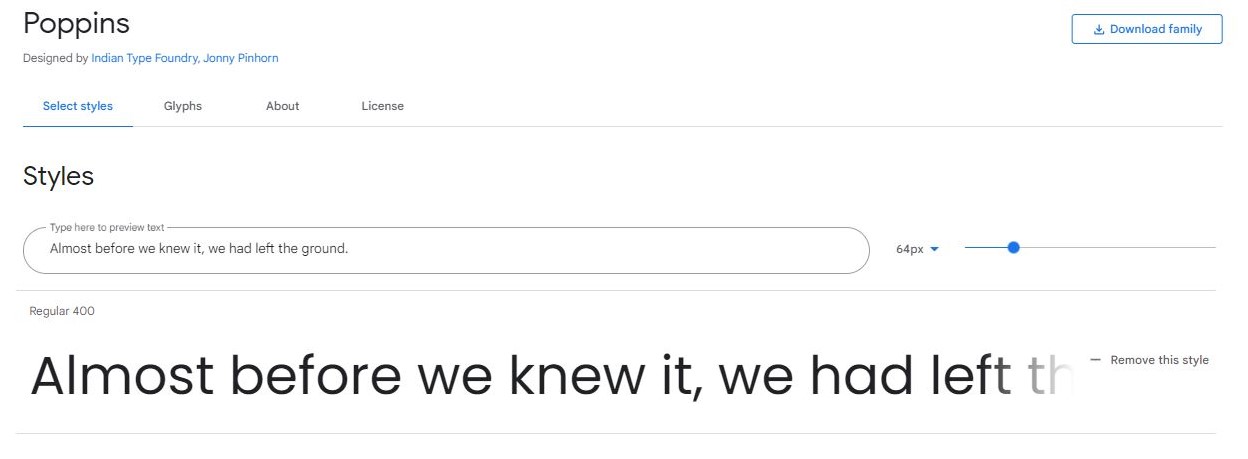 Poppins
Download family
Designed by Indian Type Foundry, Jonny Pinhorn
Select styles Glyphs About License
Styles
Type here to preview text
Almost before we knew it, we had left the ground.
64px
Regular 400
Almost before we knew it, we had left th
Remove this style